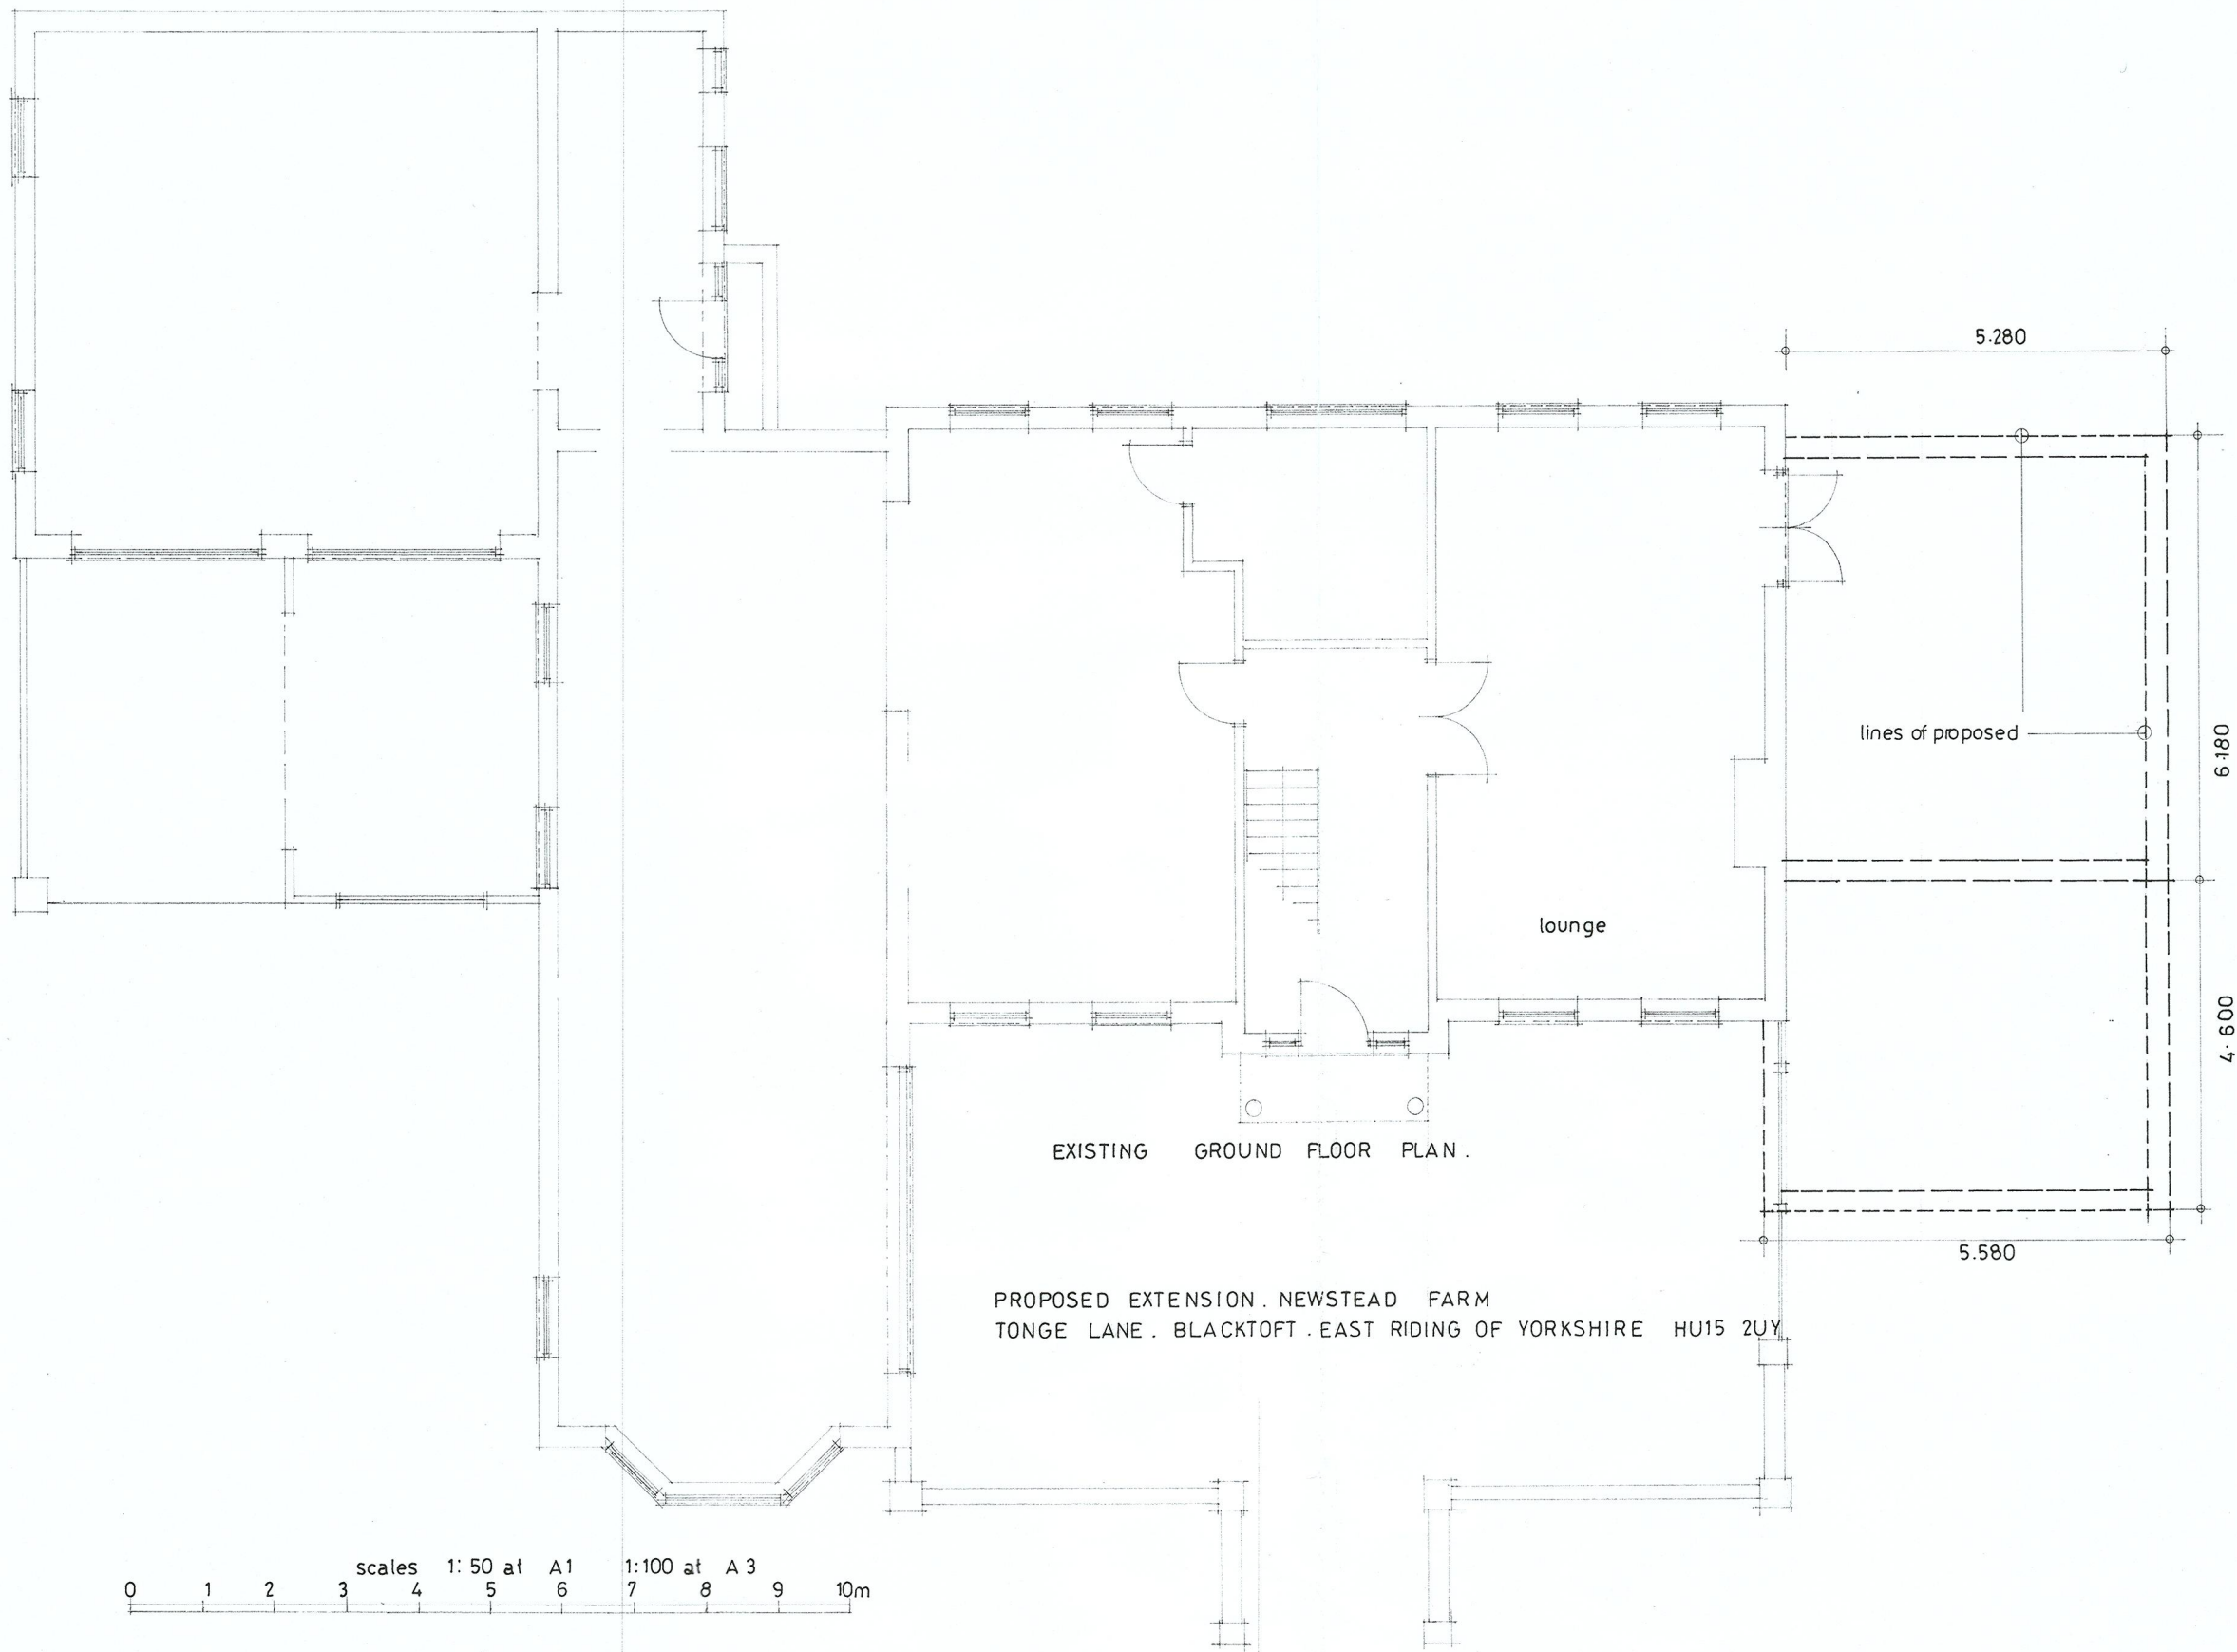 5.280
lines of proposed
6.180
lounge
4.600
EXISTING GROUND FLOOR PLAN.
5.580
PROPOSED EXTENSION. NEWSTEAD FARM
TONGE LANE. BLACKTOFT. EAST RIDING OF YORKSHIRE HU15 2UY
scales 1:50 at A1 1:100 at A3
0 1 2 3 4 5 6 7 8 9 10m